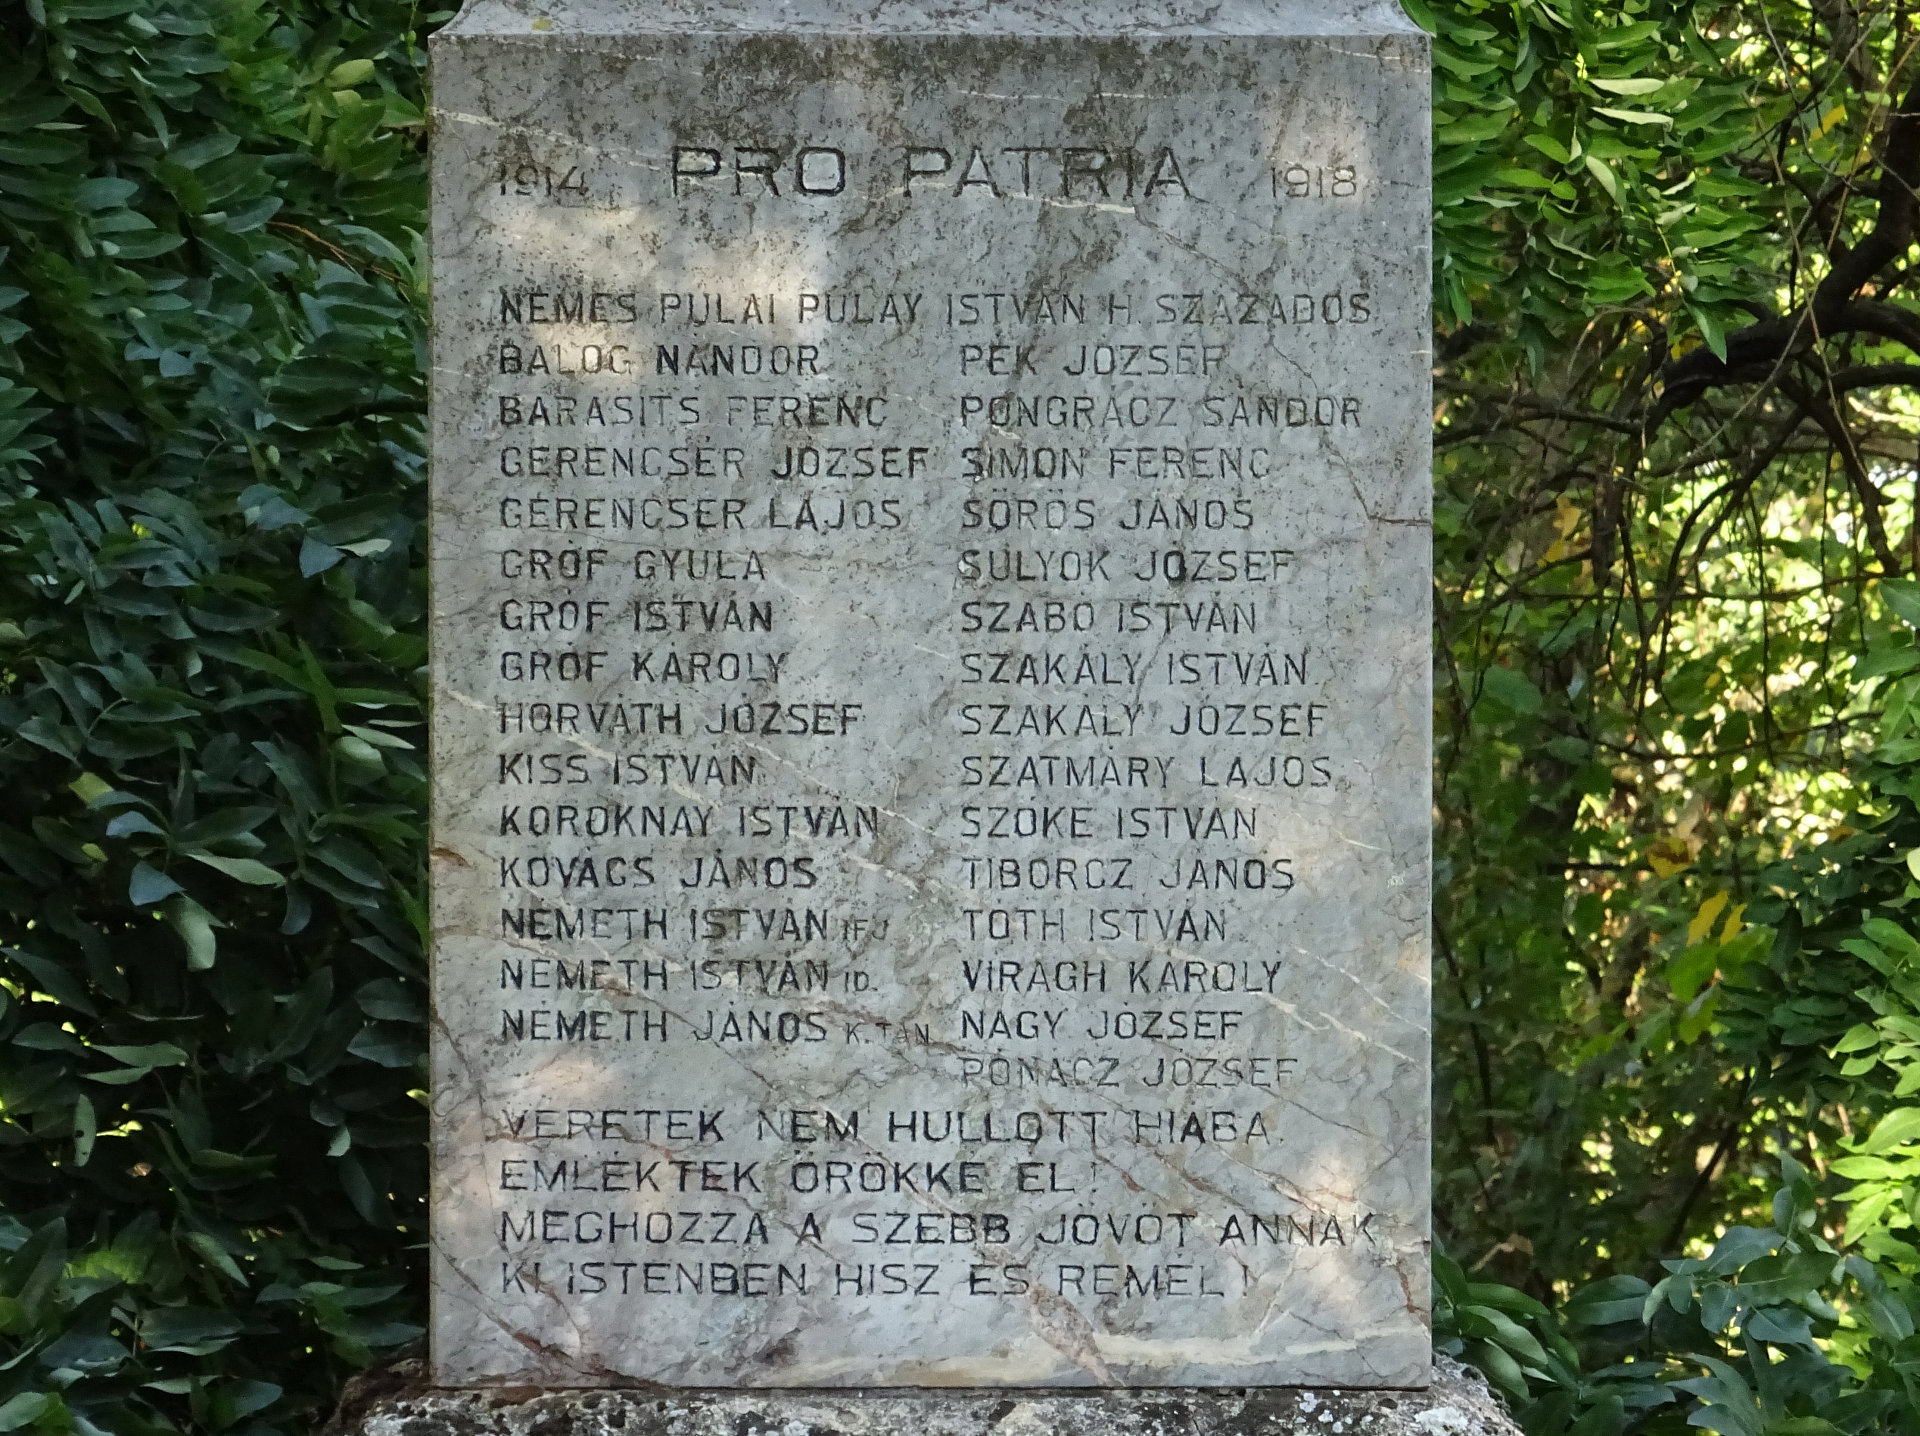 1914 PRO PATRIA 1918
NEMES PULAI PULAY ISTVÁN H. SZÁZADOS
BALOG NÁNDOR
BARASITS FERENC
GERENCSÉR JÓZSEF
GERENCSÉR LAJOS
GRÓF GYULA
GRÓF ISTVÁN
GRÓF KÁROLY
HORVÁTH JÓZSEF
KISS ISTVÁN
KOROKNAY ISTVÁN
KOVÁCS JÁNOS
NÉMETH ISTVÁN IFJ
NÉMETH ISTVÁN ID.
NÉMETH JÁNOS K.TAN
PÉK JÓZSEF
PONGRÁCZ SÁNDOR
SIMON FERENC
SÖRÖS JÁNOS
SULYOK JÓZSEF
SZABÓ ISTVÁN
SZAKÁLY ISTVÁN
SZAKÁLY JÓZSEF
SZATMÁRY LAJOS
SZŐKE ISTVÁN
TIBORCZ JÁNOS
TÓTH ISTVÁN
VIRÁGH KÁROLY
NAGY JÓZSEF
PONÁCZ JÓZSEF
VÉRETEK NEM HULLOTT HIÁBA.
EMLÉKTEK ÖRÖKKÉ ÉL!
MEGHOZZA A SZEBB JÖVŐT ANNAK
KI ISTENBEN HISZ ÉS REMÉL!